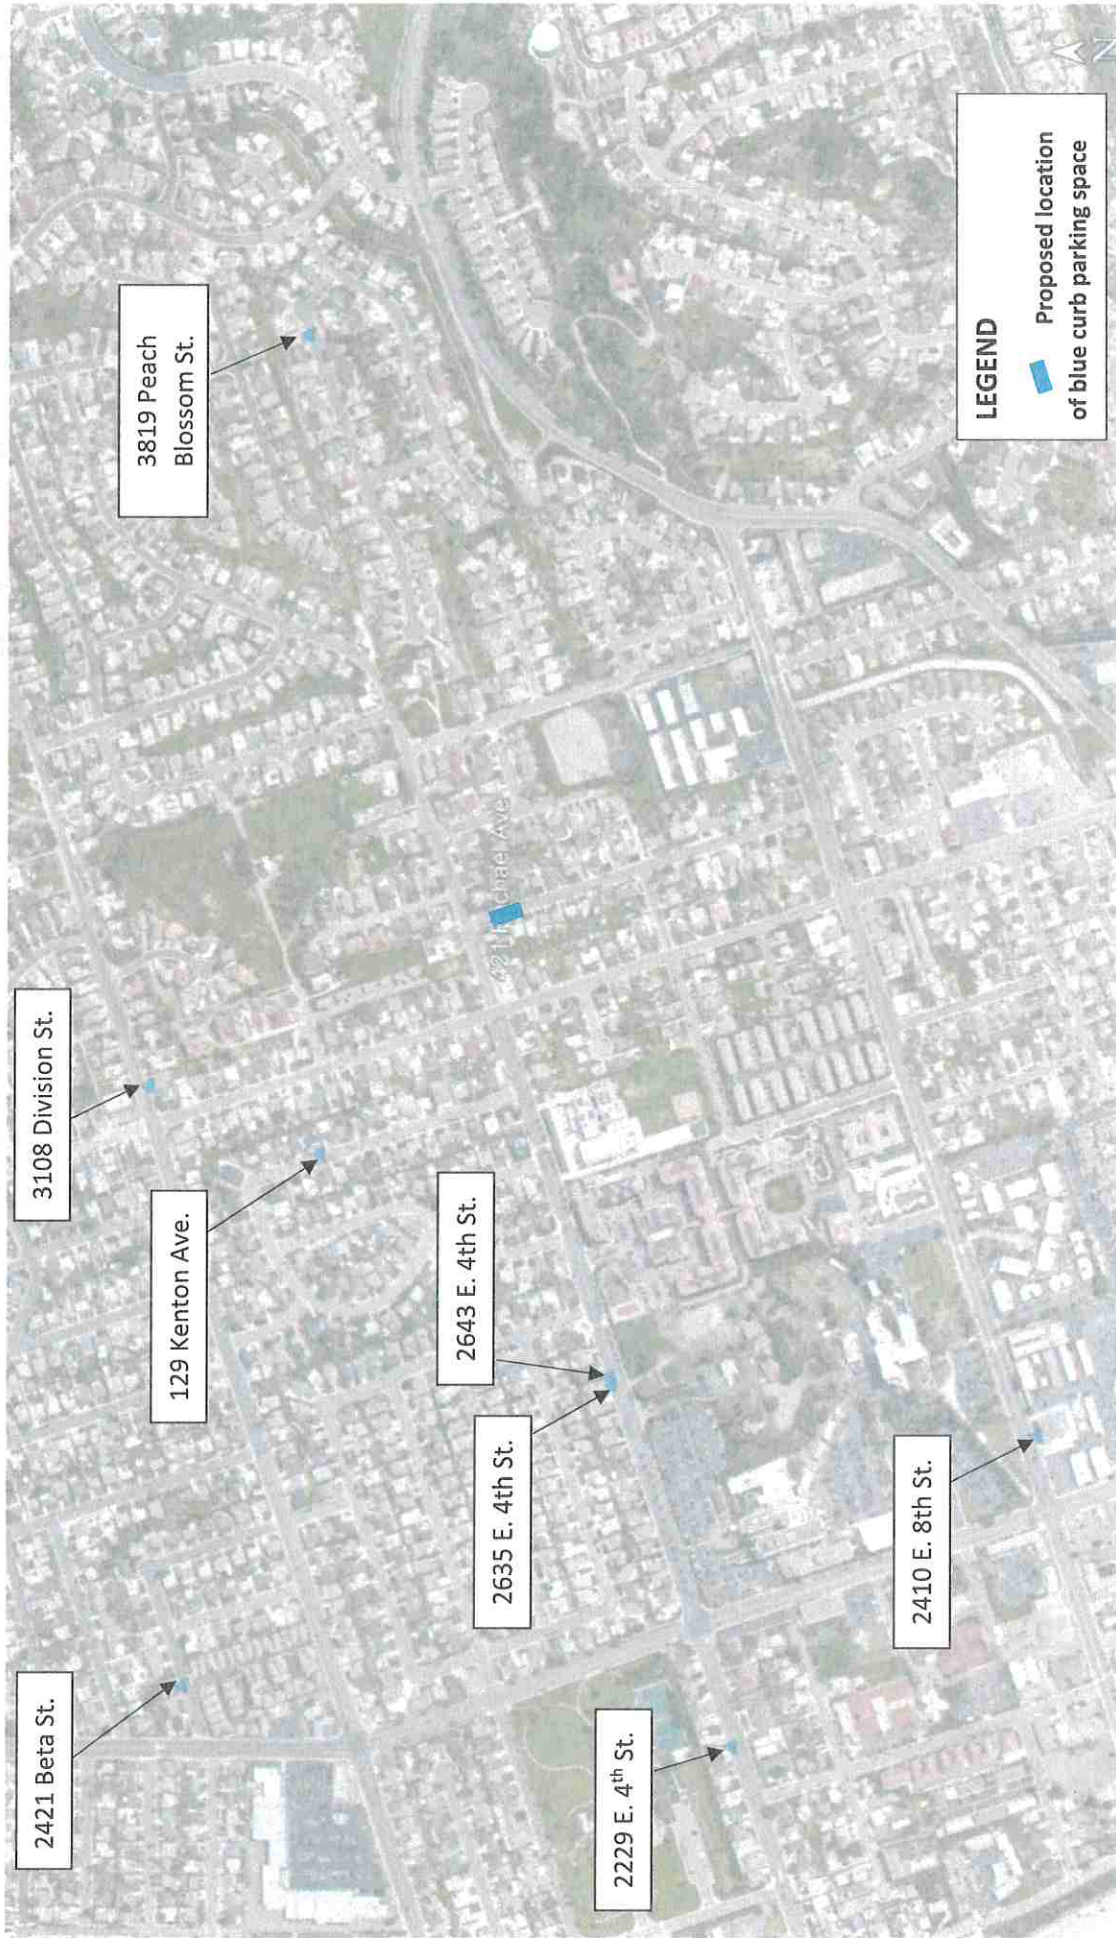 2421 Beta St.
3108 Division St.
3819 Peach
Blossom St.
129 Kenton Ave.
2643 E. 4th St.
2635 E. 4th St.
2229 E. 4th St.
2410 E. 8th St.
Ave
LEGEND
Proposed location
of blue curb parking space
N